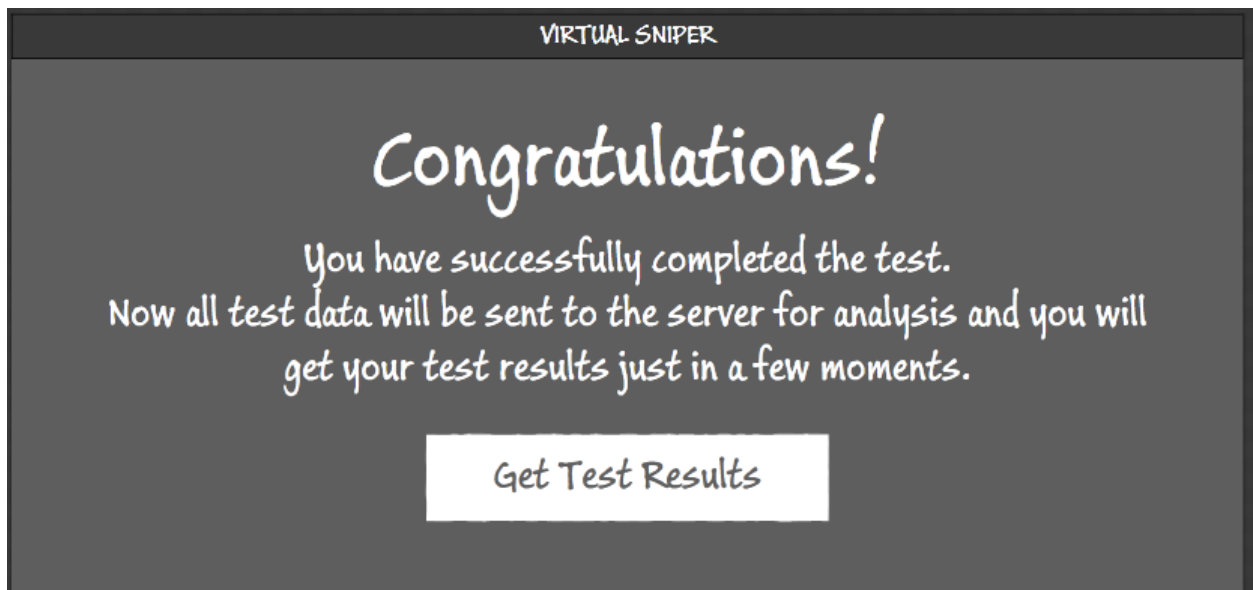 VIRTUAL SNIPER
Congratulations!
You have successfully completed the test.
Now all test data will be sent to the server for analysis and you will
get your test results just in a few moments.
Get Test Results